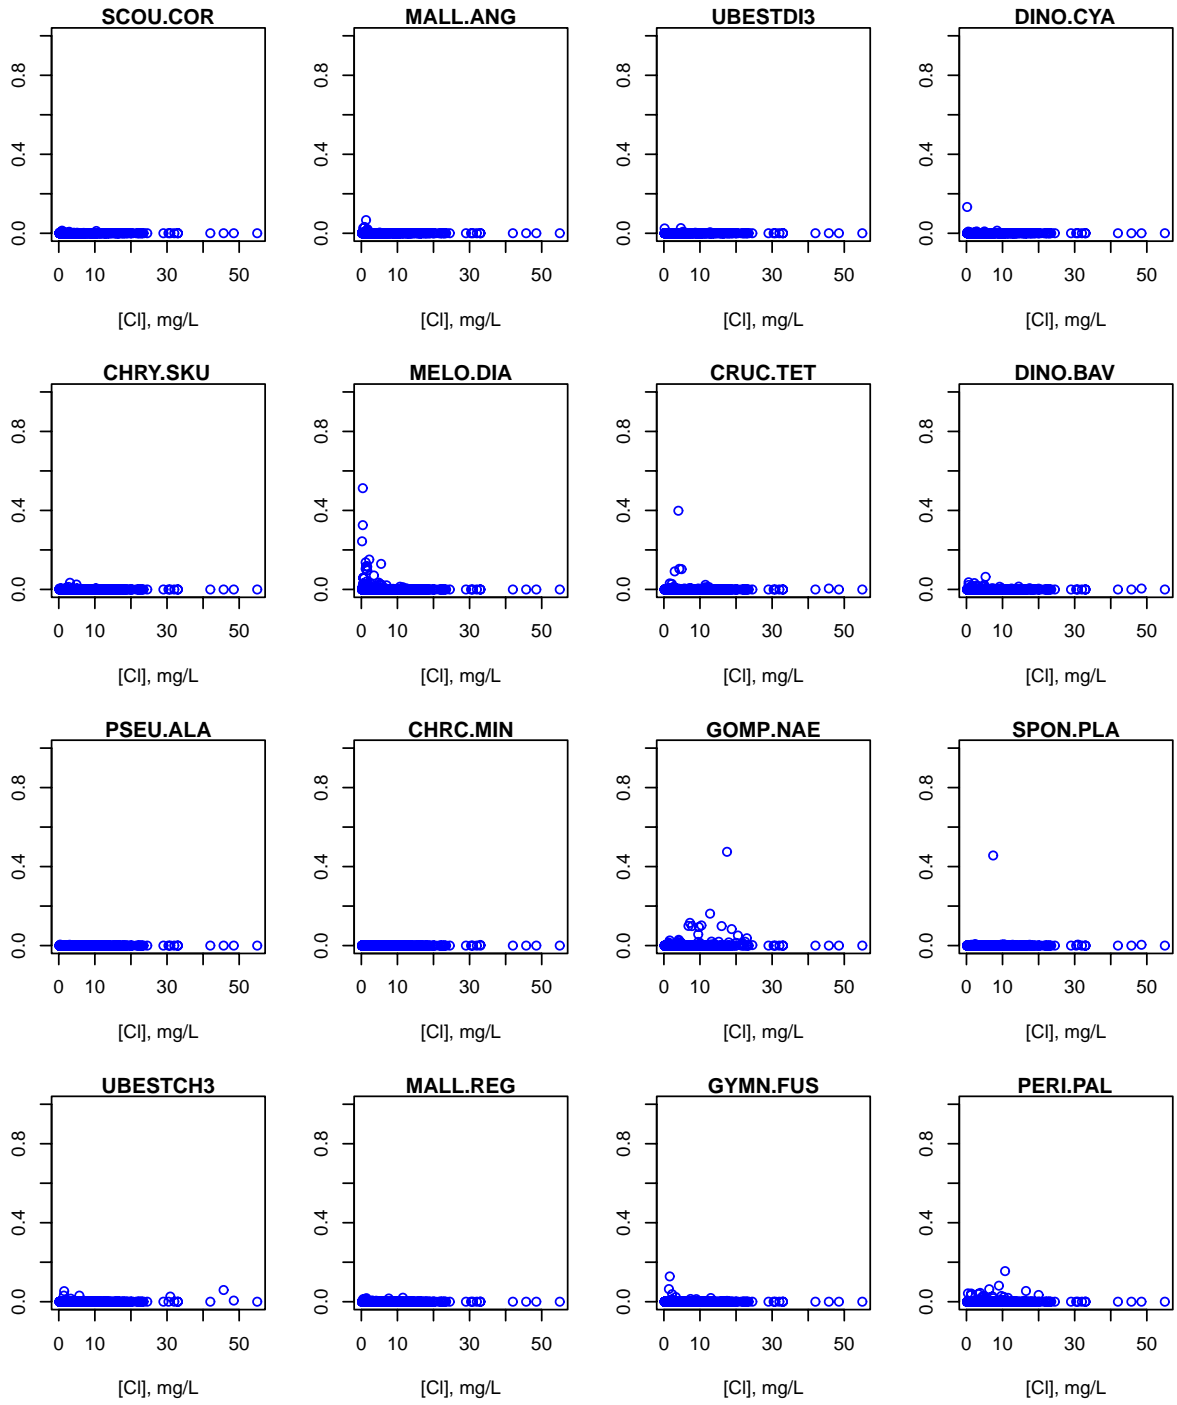 SCOU.COR MALL.ANG UBESTDI3 DINO.CYA
0.8 0.8 0.8 0.8
0.4 0.4 0.4 0.4
0.0 0.0 0.0 0.0
0 10 30 50 0 10 30 50 0 10 30 50 0 10 30 50
[Cl], mg/L [Cl], mg/L [Cl], mg/L [Cl], mg/L
CHRY.SKU MELO.DIA CRUC.TET DINO.BAV
0.8 0.8 0.8 0.8
0.4 0.4 0.4 0.4
0.0 0.0 0.0 0.0
0 10 30 50 0 10 30 50 0 10 30 50 0 10 30 50
[Cl], mg/L [Cl], mg/L [Cl], mg/L [Cl], mg/L
PSEU.ALA CHRC.MIN GOMP.NAE SPON.PLA
0.8 0.8 0.8 0.8
0.4 0.4 0.4 0.4
0.0 0.0 0.0 0.0
0 10 30 50 0 10 30 50 0 10 30 50 0 10 30 50
[Cl], mg/L [Cl], mg/L [Cl], mg/L [Cl], mg/L
UBESTCH3 MALL.REG GYMN.FUS PERI.PAL
0.8 0.8 0.8 0.8
0.4 0.4 0.4 0.4
0.0 0.0 0.0 0.0
0 10 30 50 0 10 30 50 0 10 30 50 0 10 30 50
[Cl], mg/L [Cl], mg/L [Cl], mg/L [Cl], mg/L